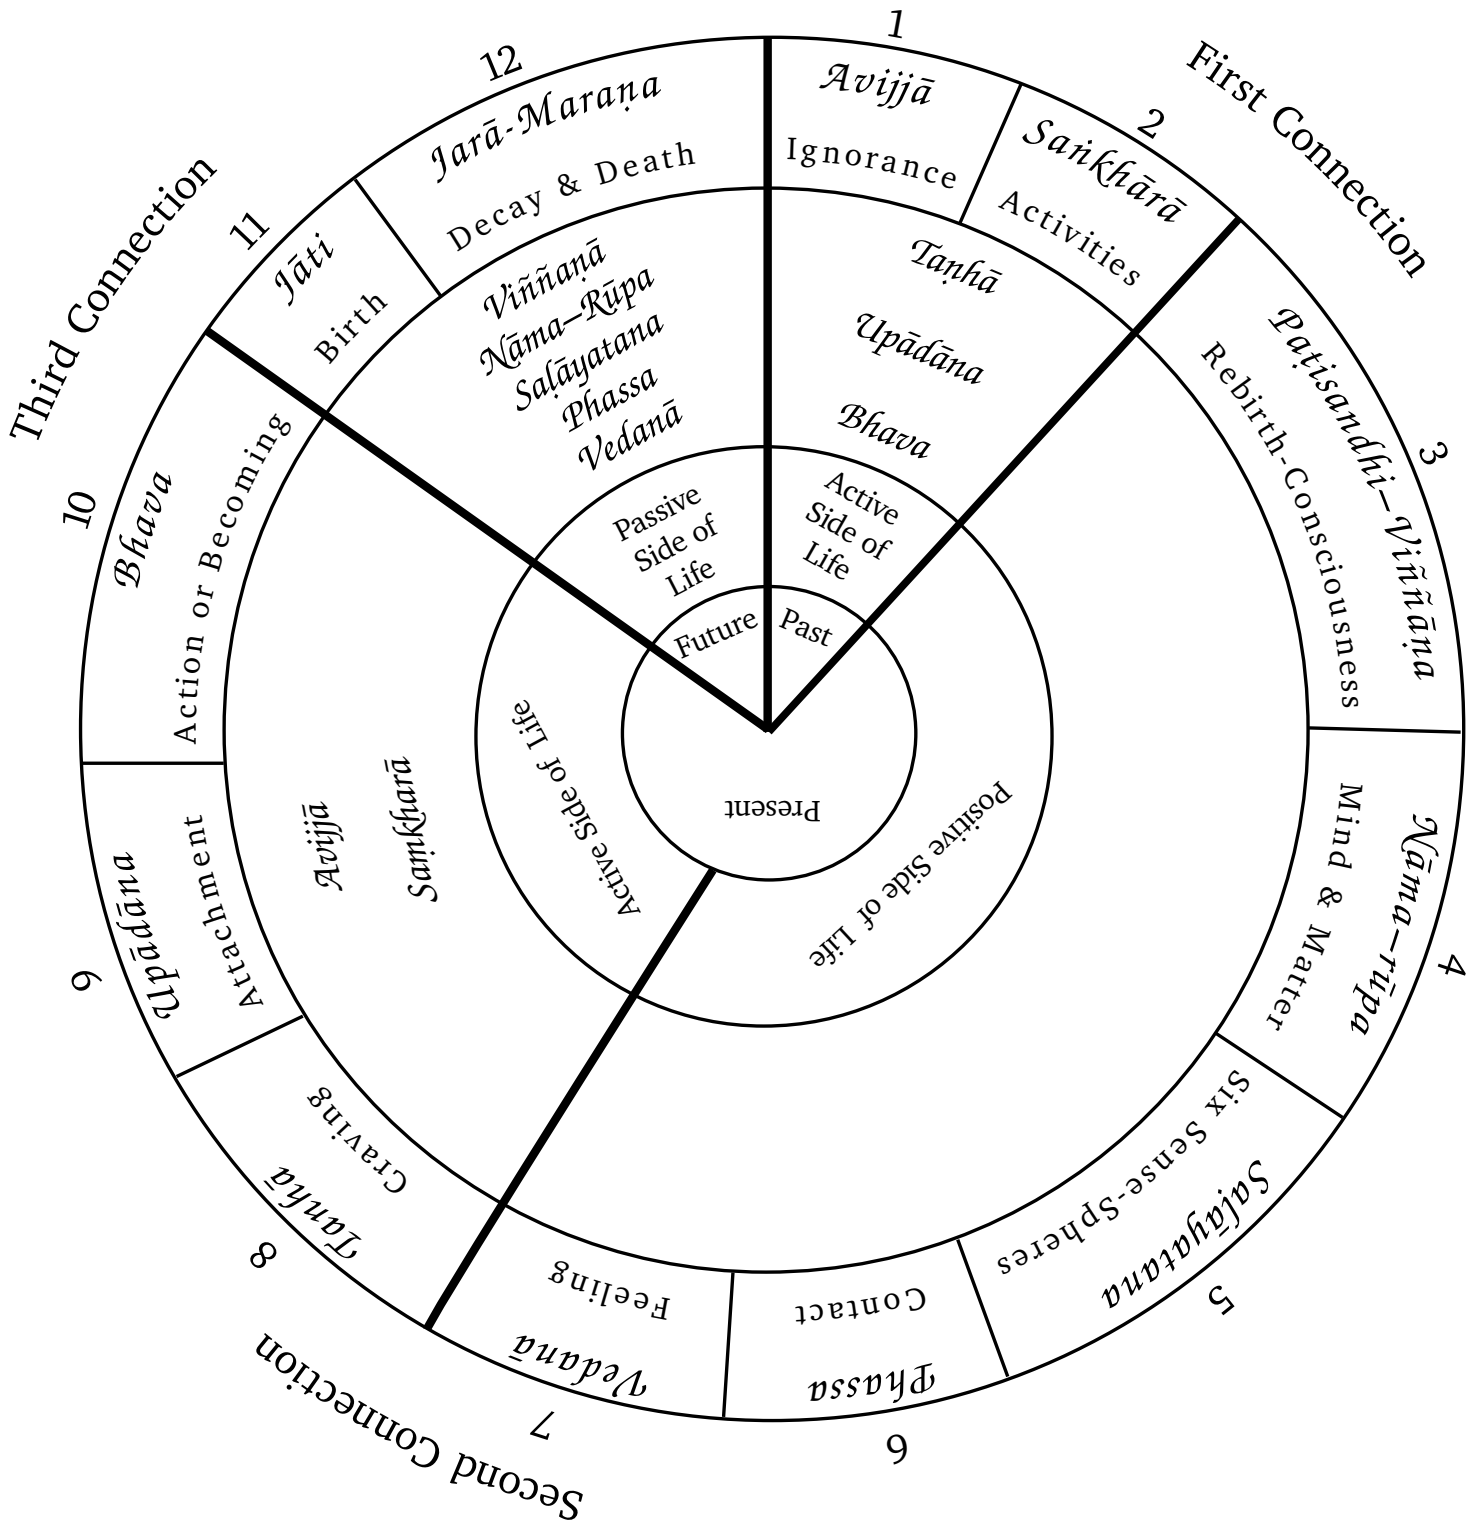 1
Avijjā
Ignorance
2
Saṅkhārā
Activities
First Connection
3
Paṭisandhi–Viññāṇa
Rebirth-Consciousness
4
Nāma–rūpa
Mind & Matter
5
Saḷāyatana
Six Sense-Spheres
6
Phassa
Contact
7
Vedanā
Feeling
Second Connection
8
Tanhā
Craving
9
Upādāna
Attachment
10
Bhava
Action or Becoming
Third Connection
11
Jāti
Birth
12
Jarā-Maraṇa
Decay & Death
Taṇhā
Upādāna
Bhava
Active
Side of
Life
Past
Positive Side of Life
Present
Avijjā
Saṃkharā
Active Side of Life
Viññaṇā
Nāma–Rūpa
Saḷāyatana
Phassa
Vedanā
Passive
Side of
Life
Future